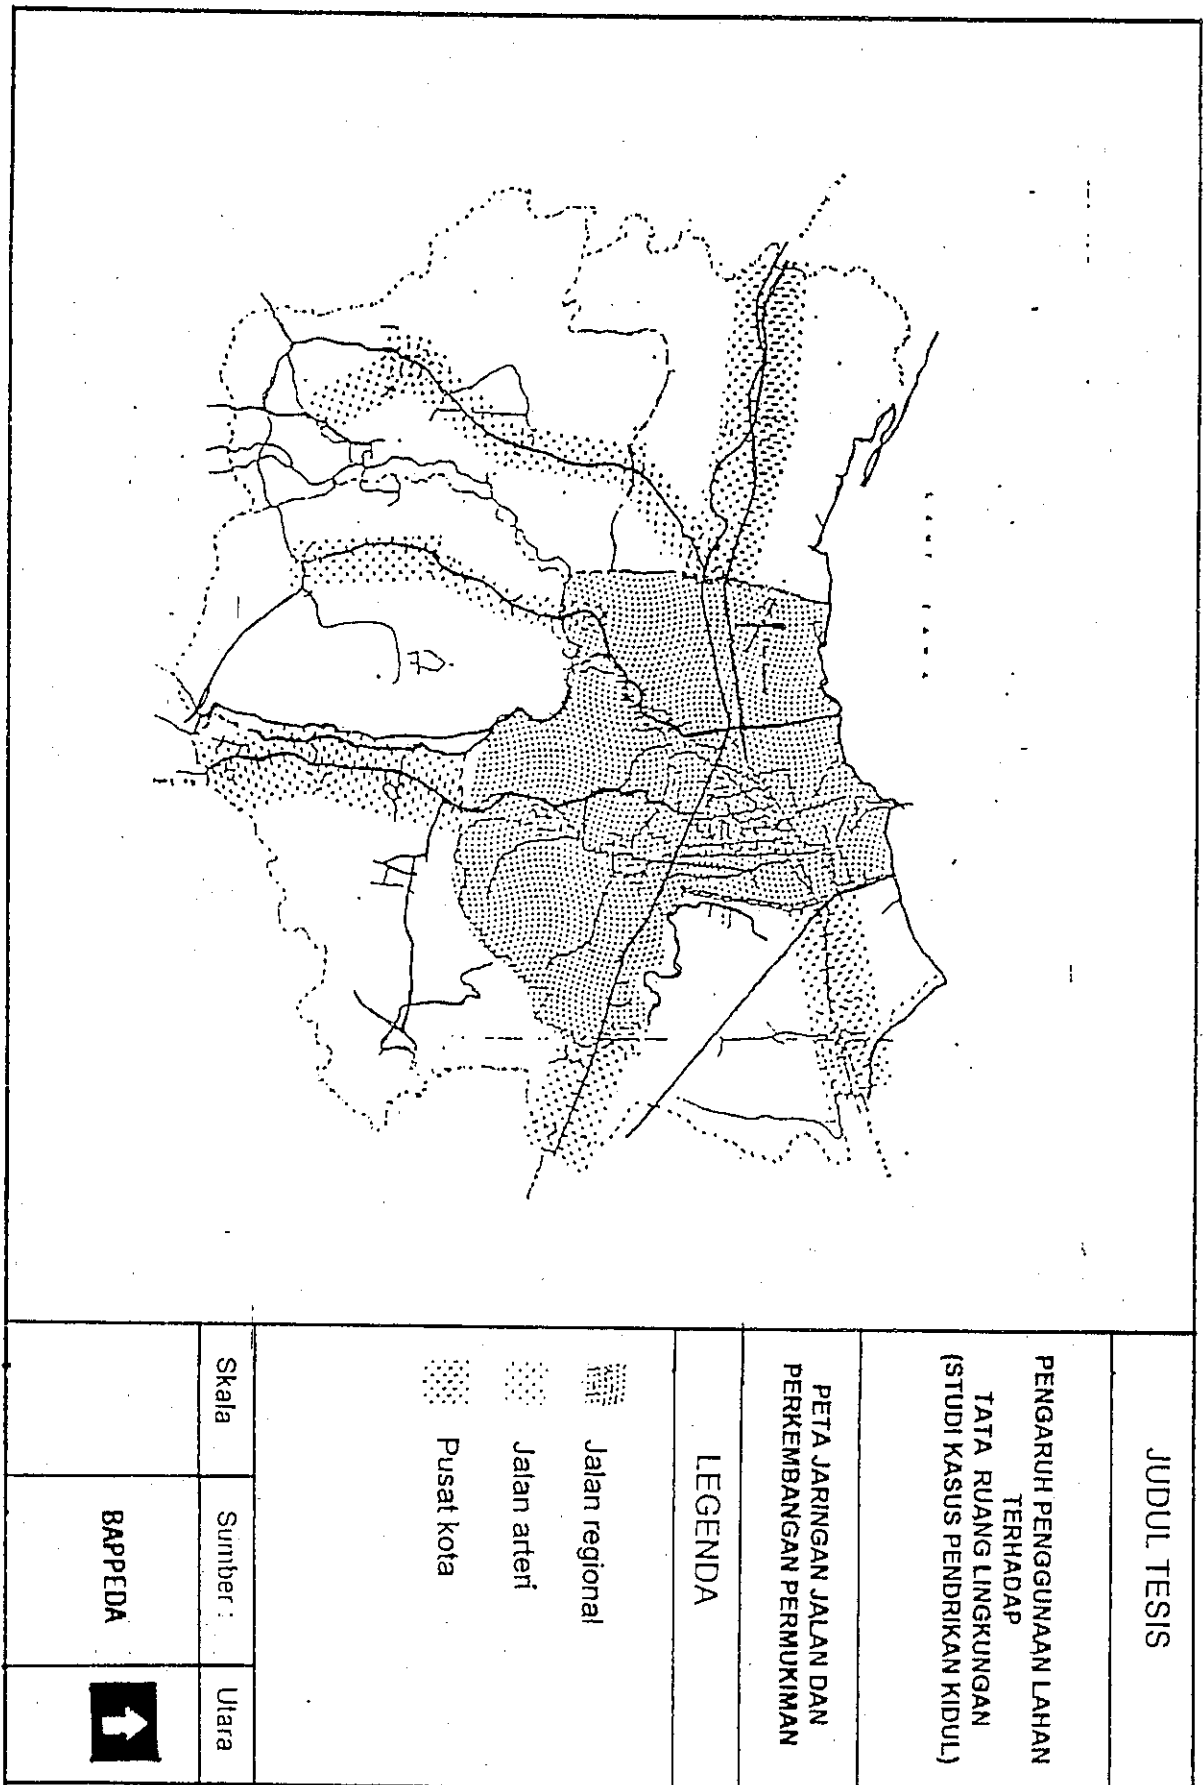 JUDUL TESIS
PENGARUH PENGGUNAAN LAHAN
TERHADAP
TATA RUANG LINGKUNGAN
(STUDI KASUS PENDRIKAN KIDUL)
PETA JARINGAN JALAN DAN
PERKEMBANGAN PERMUKIMAN
LEGENDA
Jalan regional
Jalan arteri
Pusat kota
Skala
Sumber :
Utara
BAPPEDA